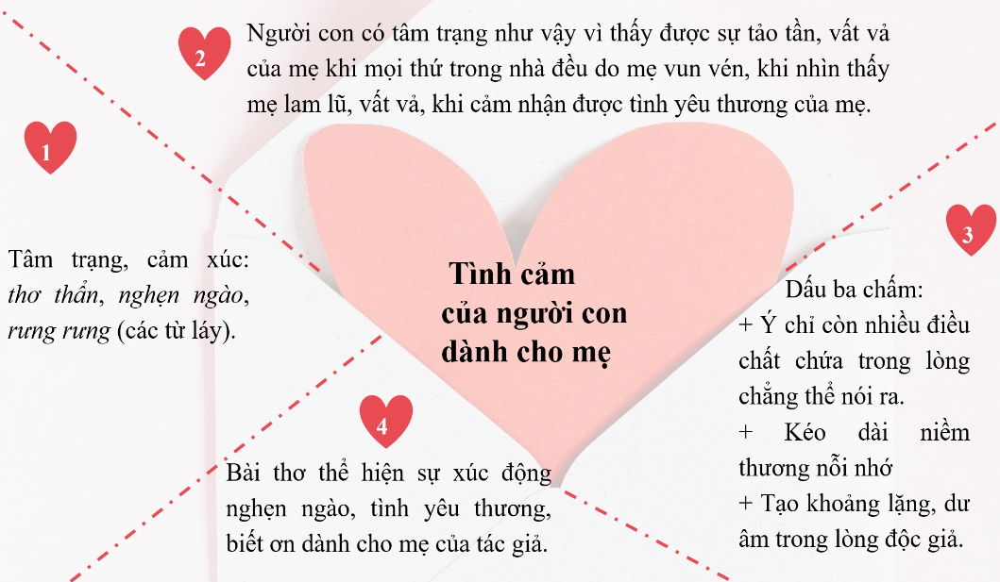 1
Tâm trạng, cảm xúc:
thơ thẩn, nghẹn ngào,
rưng rưng (các từ láy).
2
Người con có tâm trạng như vậy vì thấy được sự tảo tần, vất vả
của mẹ khi mọi thứ trong nhà đều do mẹ vun vén, khi nhìn thấy
mẹ lam lũ, vất vả, khi cảm nhận được tình yêu thương của mẹ.
Tình cảm
của người con
dành cho mẹ
3
Dấu ba chấm:
+ Ý chỉ còn nhiều điều
chất chứa trong lòng
chẳng thể nói ra.
+ Kéo dài niềm
thương nỗi nhớ
+ Tạo khoảng lặng, dư
âm trong lòng độc giả.
4
Bài thơ thể hiện sự xúc động
nghẹn ngào, tình yêu thương,
biết ơn dành cho mẹ của tác giả.